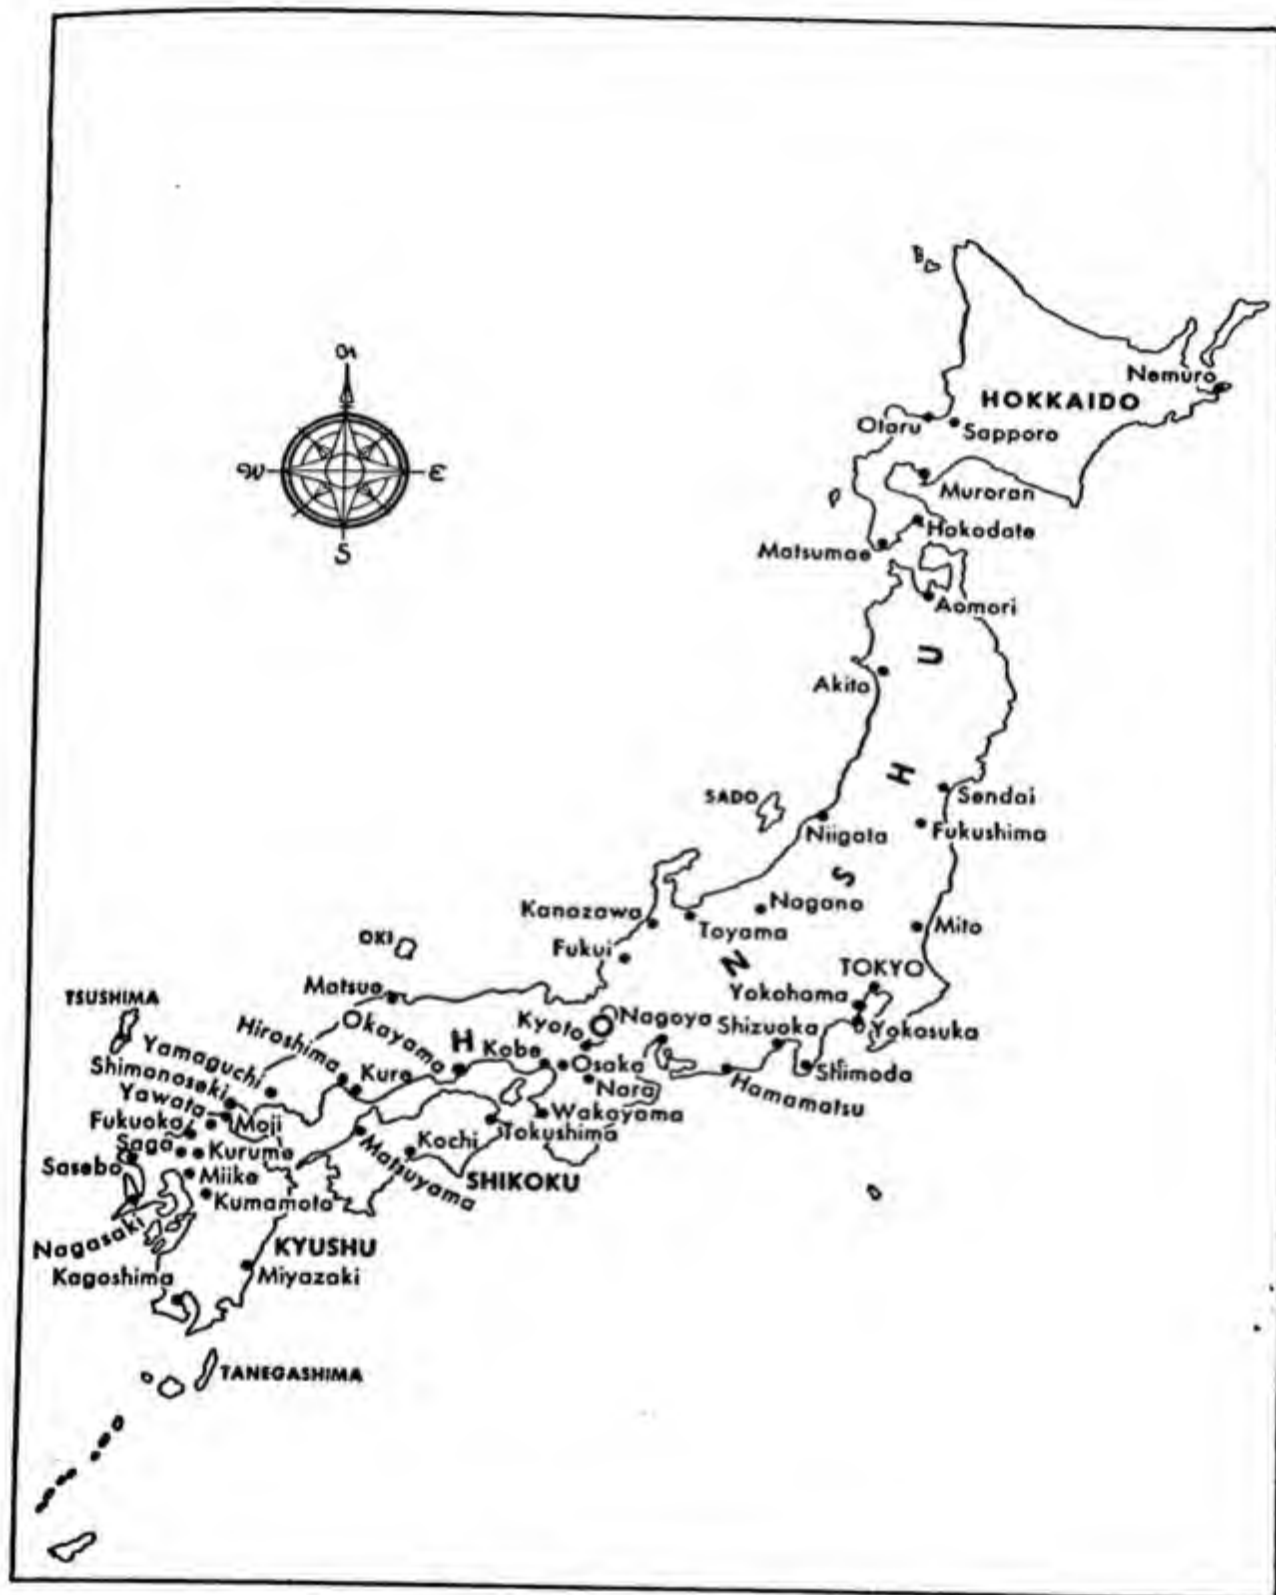 N
W
E
S
Nemuro
HOKKAIDO
Otaru
Sapporo
Muroran
Hakodate
Matsumae
Aomori
U
Akita
H
SADO
Sendai
Niigata
Fukushima
S
Nagano
Kanazawa
Toyama
Mito
OKI
Fukui
N
TOKYO
Matsue
Yokohama
TSUSHIMA
Okayama
Kyoto
O
Nagoya
Shizuoka
Yokosuka
Hiroshima
H
Kobe
Osaka
Shimoda
Yamaguchi
Kure
Nara
Hamamatsu
Shimonoseki
Yawata
Moji
Wakayama
Fukuoka
Tokushima
Saga
Kurume
Kochi
Matsuyama
Sasebo
Miike
SHIKOKU
Kumamoto
Nagasaki
KYUSHU
Kagoshima
Miyazaki
TANEGASHIMA